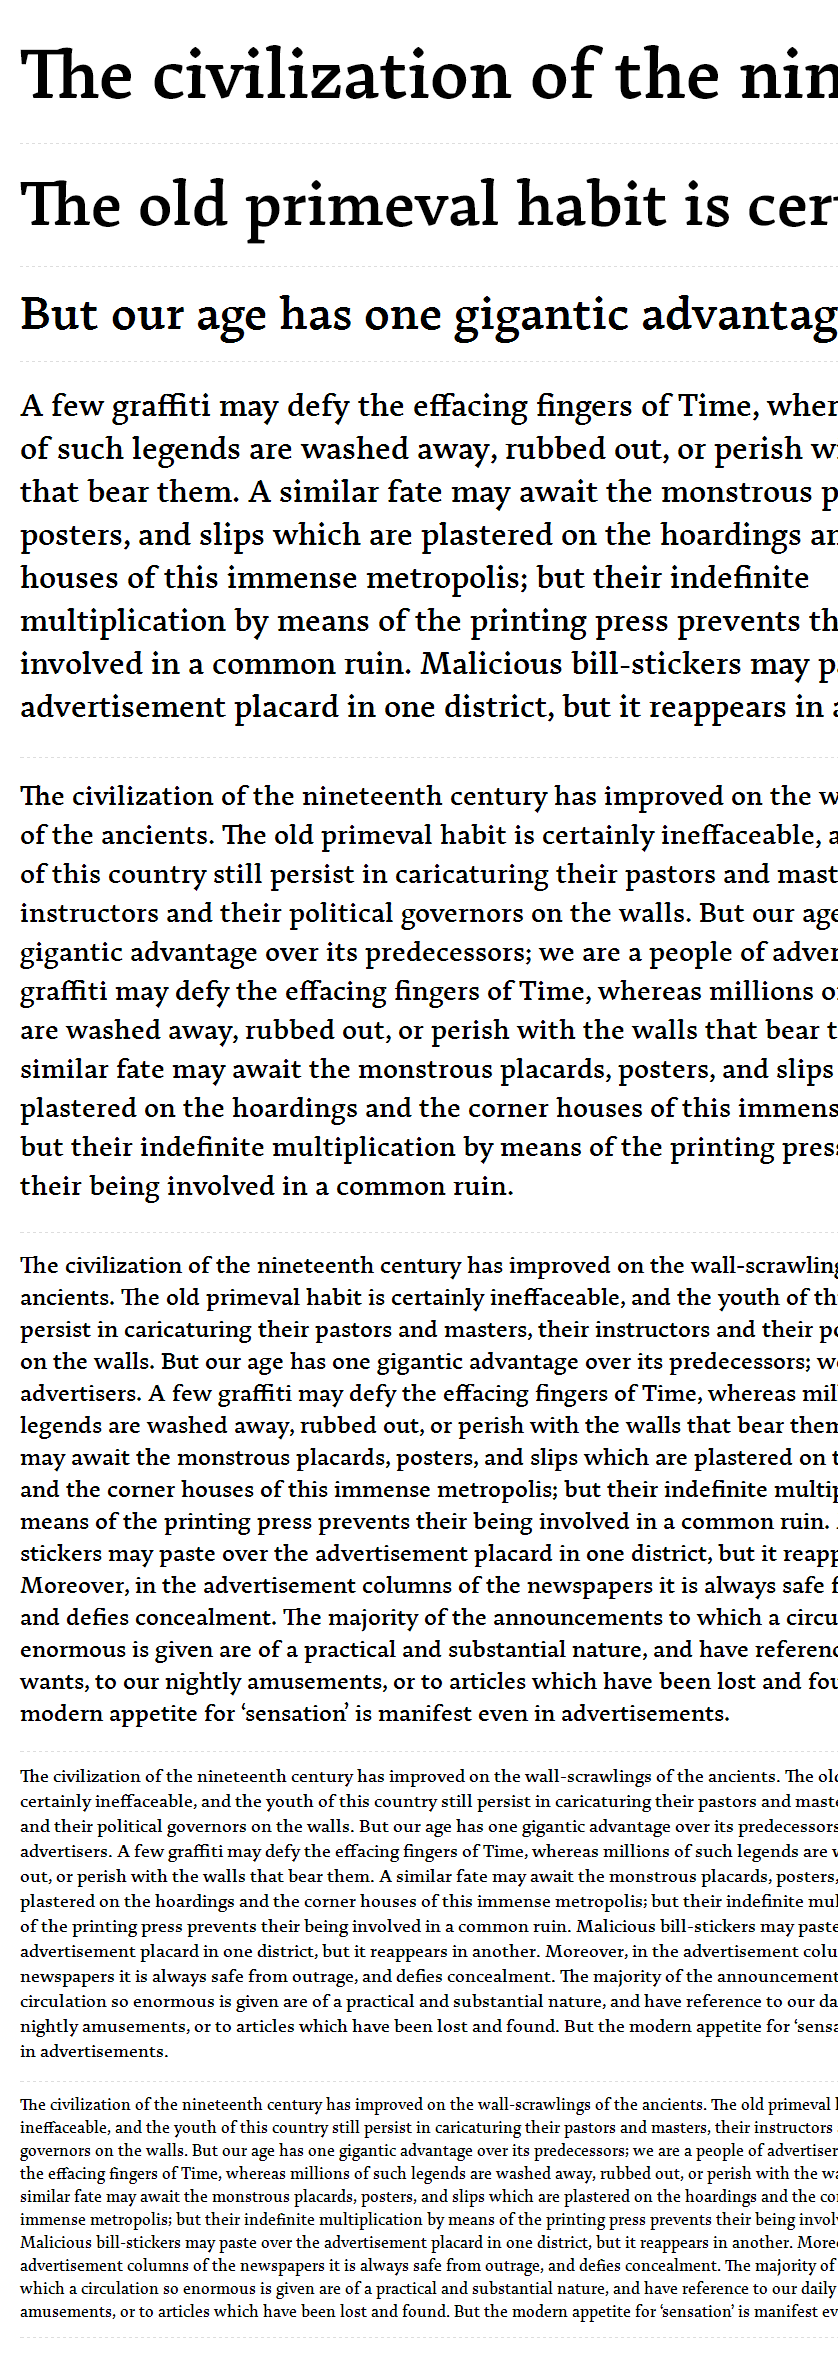 The civilization of the nin
The old primeval habit is cer
But our age has one gigantic advantag
A few graffiti may defy the effacing fingers of Time, wher
of such legends are washed away, rubbed out, or perish wi
that bear them. A similar fate may await the monstrous p
posters, and slips which are plastered on the hoardings an
houses of this immense metropolis; but their indefinite
multiplication by means of the printing press prevents th
involved in a common ruin. Malicious bill-stickers may pa
advertisement placard in one district, but it reappears in a
The civilization of the nineteenth century has improved on the w
of the ancients. The old primeval habit is certainly ineffaceable, a
of this country still persist in caricaturing their pastors and mast
instructors and their political governors on the walls. But our age
gigantic advantage over its predecessors; we are a people of adver
graffiti may defy the effacing fingers of Time, whereas millions o
are washed away, rubbed out, or perish with the walls that bear t
similar fate may await the monstrous placards, posters, and slips
plastered on the hoardings and the corner houses of this immens
but their indefinite multiplication by means of the printing press
their being involved in a common ruin.
The civilization of the nineteenth century has improved on the wall-scrawling
ancients. The old primeval habit is certainly ineffaceable, and the youth of th
persist in caricaturing their pastors and masters, their instructors and their po
on the walls. But our age has one gigantic advantage over its predecessors; we
advertisers. A few graffiti may defy the effacing fingers of Time, whereas mill
legends are washed away, rubbed out, or perish with the walls that bear them
may await the monstrous placards, posters, and slips which are plastered on t
and the corner houses of this immense metropolis; but their indefinite multip
means of the printing press prevents their being involved in a common ruin.
stickers may paste over the advertisement placard in one district, but it reapp
Moreover, in the advertisement columns of the newspapers it is always safe f
and defies concealment. The majority of the announcements to which a circu
enormous is given are of a practical and substantial nature, and have referenc
wants, to our nightly amusements, or to articles which have been lost and fou
modern appetite for ‘sensation’ is manifest even in advertisements.
The civilization of the nineteenth century has improved on the wall-scrawlings of the ancients. The old
certainly ineffaceable, and the youth of this country still persist in caricaturing their pastors and maste
and their political governors on the walls. But our age has one gigantic advantage over its predecessors
advertisers. A few graffiti may defy the effacing fingers of Time, whereas millions of such legends are w
out, or perish with the walls that bear them. A similar fate may await the monstrous placards, posters,
plastered on the hoardings and the corner houses of this immense metropolis; but their indefinite mul
of the printing press prevents their being involved in a common ruin. Malicious bill-stickers may paste
advertisement placard in one district, but it reappears in another. Moreover, in the advertisement colu
newspapers it is always safe from outrage, and defies concealment. The majority of the announcement
circulation so enormous is given are of a practical and substantial nature, and have reference to our da
nightly amusements, or to articles which have been lost and found. But the modern appetite for ‘sensa
in advertisements.
The civilization of the nineteenth century has improved on the wall-scrawlings of the ancients. The old primeval h
ineffaceable, and the youth of this country still persist in caricaturing their pastors and masters, their instructors
governors on the walls. But our age has one gigantic advantage over its predecessors; we are a people of advertiser
the effacing fingers of Time, whereas millions of such legends are washed away, rubbed out, or perish with the wa
similar fate may await the monstrous placards, posters, and slips which are plastered on the hoardings and the cor
immense metropolis; but their indefinite multiplication by means of the printing press prevents their being involv
Malicious bill-stickers may paste over the advertisement placard in one district, but it reappears in another. Moreo
advertisement columns of the newspapers it is always safe from outrage, and defies concealment. The majority of
which a circulation so enormous is given are of a practical and substantial nature, and have reference to our daily
amusements, or to articles which have been lost and found. But the modern appetite for ‘sensation’ is manifest ev